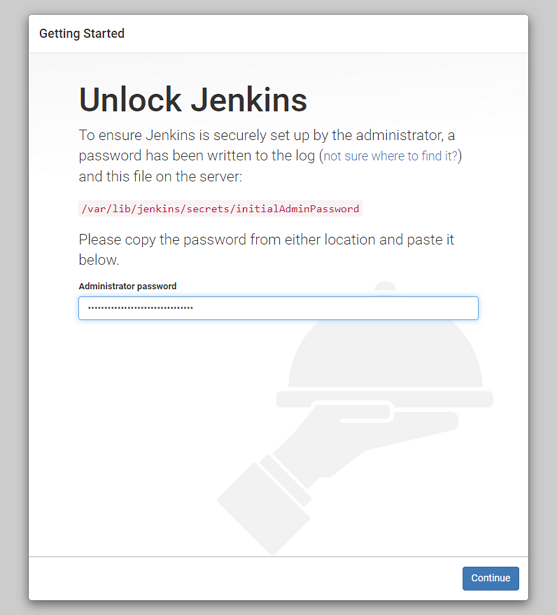 Getting Started
Unlock Jenkins
To ensure Jenkins is securely set up by the administrator, a
password has been written to the log (not sure where to find it?)
and this file on the server:
/var/lib/jenkins/secrets/initialAdminPassword
Please copy the password from either location and paste it
below.
Administrator password
Continue